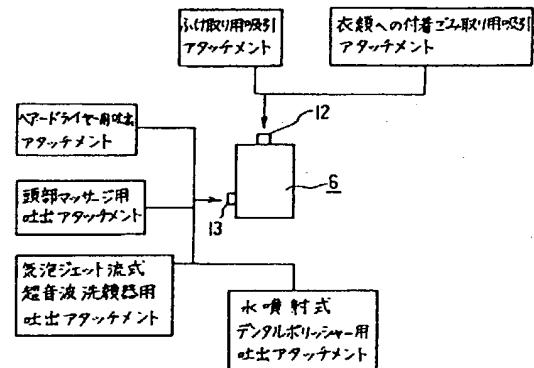 ふけ取り用吸引
アタッチメント
衣類への付着ごみ取り用吸引
アタッチメント
ヘアードライヤー用吐出
アタッチメント
12
6
13
頭部マッサージ用
吐出アタッチメント
気泡ジェット流式
超音波洗顔器用
吐出アタッチメント
水噴射式
デンタルポリッシャー用
吐出アタッチメント